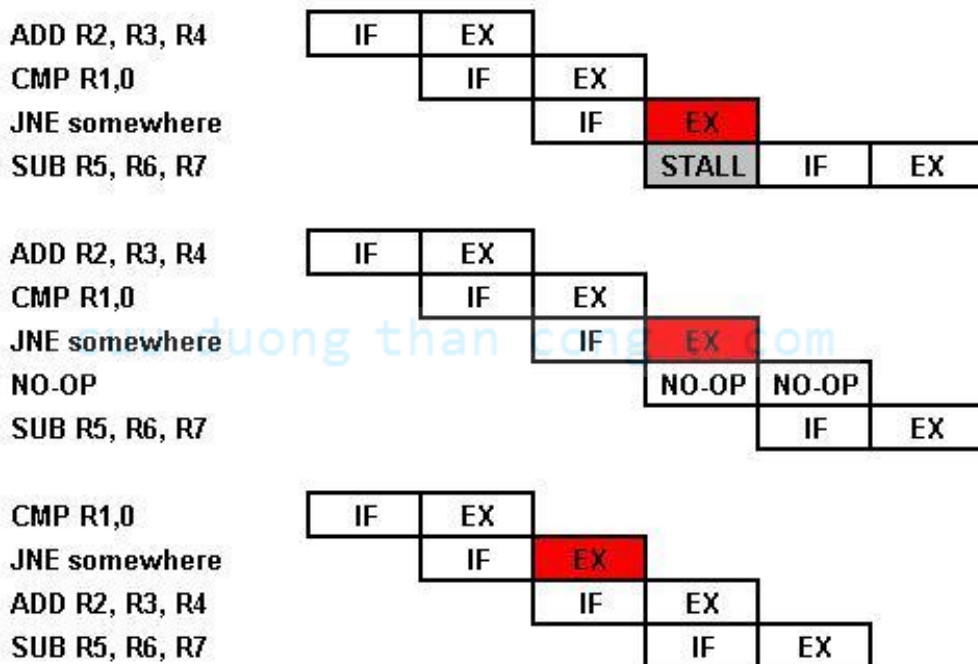 ADD R2, R3, R4 IF EX
CMP R1,0 IF EX
JNE somewhere IF EX
SUB R5, R6, R7 STALL IF EX
ADD R2, R3, R4 IF EX
CMP R1,0 IF EX
JNE somewhere IF EX
cuu duong than cong . com
NO-OP NO-OP NO-OP
SUB R5, R6, R7 IF EX
CMP R1,0 IF EX
JNE somewhere IF EX
ADD R2, R3, R4 IF EX
SUB R5, R6, R7 IF EX